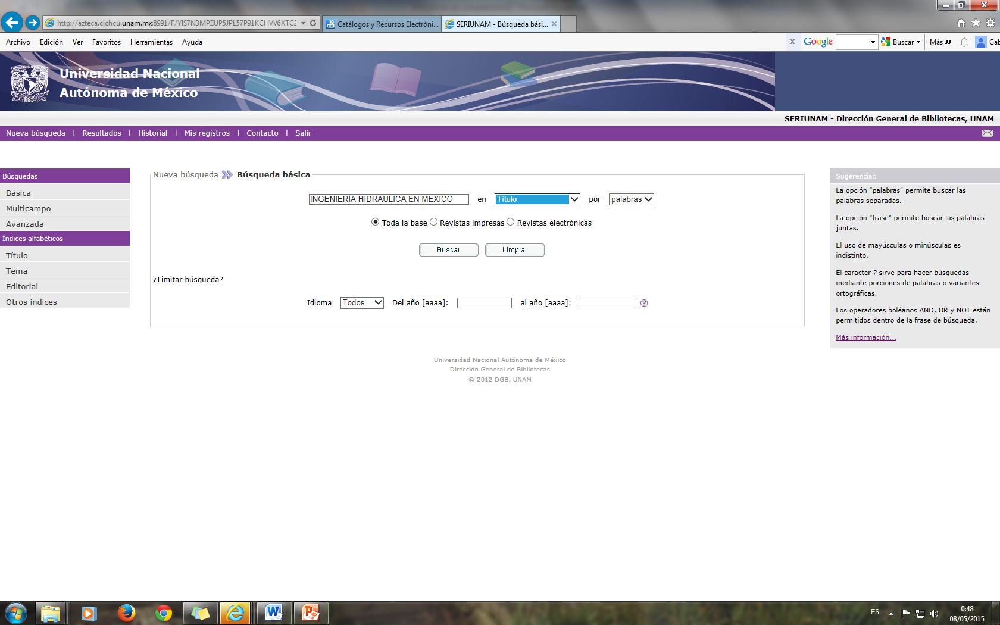 http://azteca.cichcu.unam.mx:8991/F/YIS7N3MPIIUP5JPL57P91KCHVV6XTG2
Catálogos y Recursos Electróni...
SERIUNAM - Búsqueda bási...
Archivo Edición Ver Favoritos Herramientas Ayuda
x Google Buscar Más
Universidad Nacional
Autónoma de México
SERIUNAM - Dirección General de Bibliotecas, UNAM
Nueva búsqueda | Resultados | Historial | Mis registros | Contacto | Salir
Búsquedas
Básica
Multicampo
Avanzada
Índices alfabéticos
Título
Tema
Editorial
Otros índices
Nueva búsqueda Búsqueda básica
INGENIERIA HIDRAULICA EN MEXICO en Título por palabras
Toda la base Revistas impresas Revistas electrónicas
Buscar Limpiar
¿Limitar búsqueda?
Idioma Todos Del año [aaaa]: al año [aaaa]: ?
Sugerencias
La opción "palabras" permite buscar las
palabras separadas.
La opción "frase" permite buscar las palabras
juntas.
El uso de mayúsculas o minúsculas es
indistinto.
El caracter ? sirve para hacer búsquedas
mediante porciones de palabras o variantes
ortográficas.
Los operadores boléanos AND, OR y NOT están
permitidos dentro de la frase de búsqueda.
Más información...
Universidad Nacional Autónoma de México
Dirección General de Bibliotecas
© 2012 DGB, UNAM
ES
0:48
08/05/2015